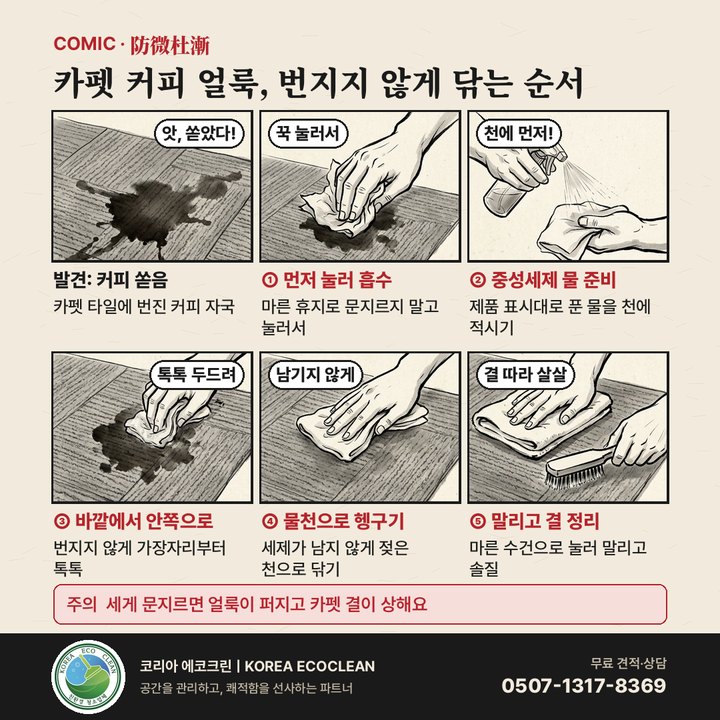 COMIC · 防微杜漸
카펫 커피 얼룩, 번지지 않게 닦는 순서
앗, 쏟았다!
꾹 눌러서
천에 먼저!
발견: 커피 쏟음
카펫 타일에 번진 커피 자국
① 먼저 눌러 흡수
마른 휴지로 문지르지 말고
눌러서
② 중성세제 물 준비
제품 표시대로 푼 물을 천에
적시기
톡톡 두드려
남기지 않게
결 따라 살살
③ 바깥에서 안쪽으로
번지지 않게 가장자리부터
톡톡
④ 물천으로 헹구기
세제가 남지 않게 젖은
천으로 닦기
⑤ 말리고 결 정리
마른 수건으로 눌러 말리고
솔질
주의 세게 문지르면 얼룩이 퍼지고 카펫 결이 상해요
KOREA ECO CLEAN
코리아 에코크린 | KOREA ECOCLEAN
공간을 관리하고, 쾌적함을 선사하는 파트너
무료 견적·상담
0507-1317-8369